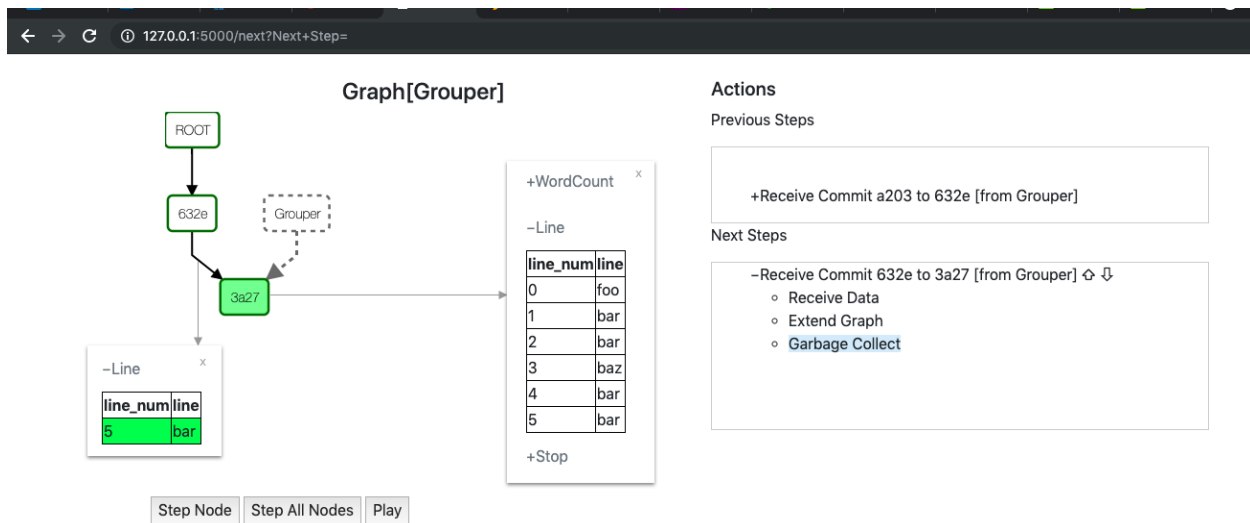 127.0.0.1:5000/next?Next+Step=
Graph[Grouper]
ROOT
632e
Grouper
3a27
−Line x
line_num line
5 bar
+WordCount x
−Line
line_num line
0 foo
1 bar
2 bar
3 baz
4 bar
5 bar
+Stop
Step Node Step All Nodes Play
Actions
Previous Steps
+Receive Commit a203 to 632e [from Grouper]
Next Steps
−Receive Commit 632e to 3a27 [from Grouper]
Receive Data
Extend Graph
Garbage Collect